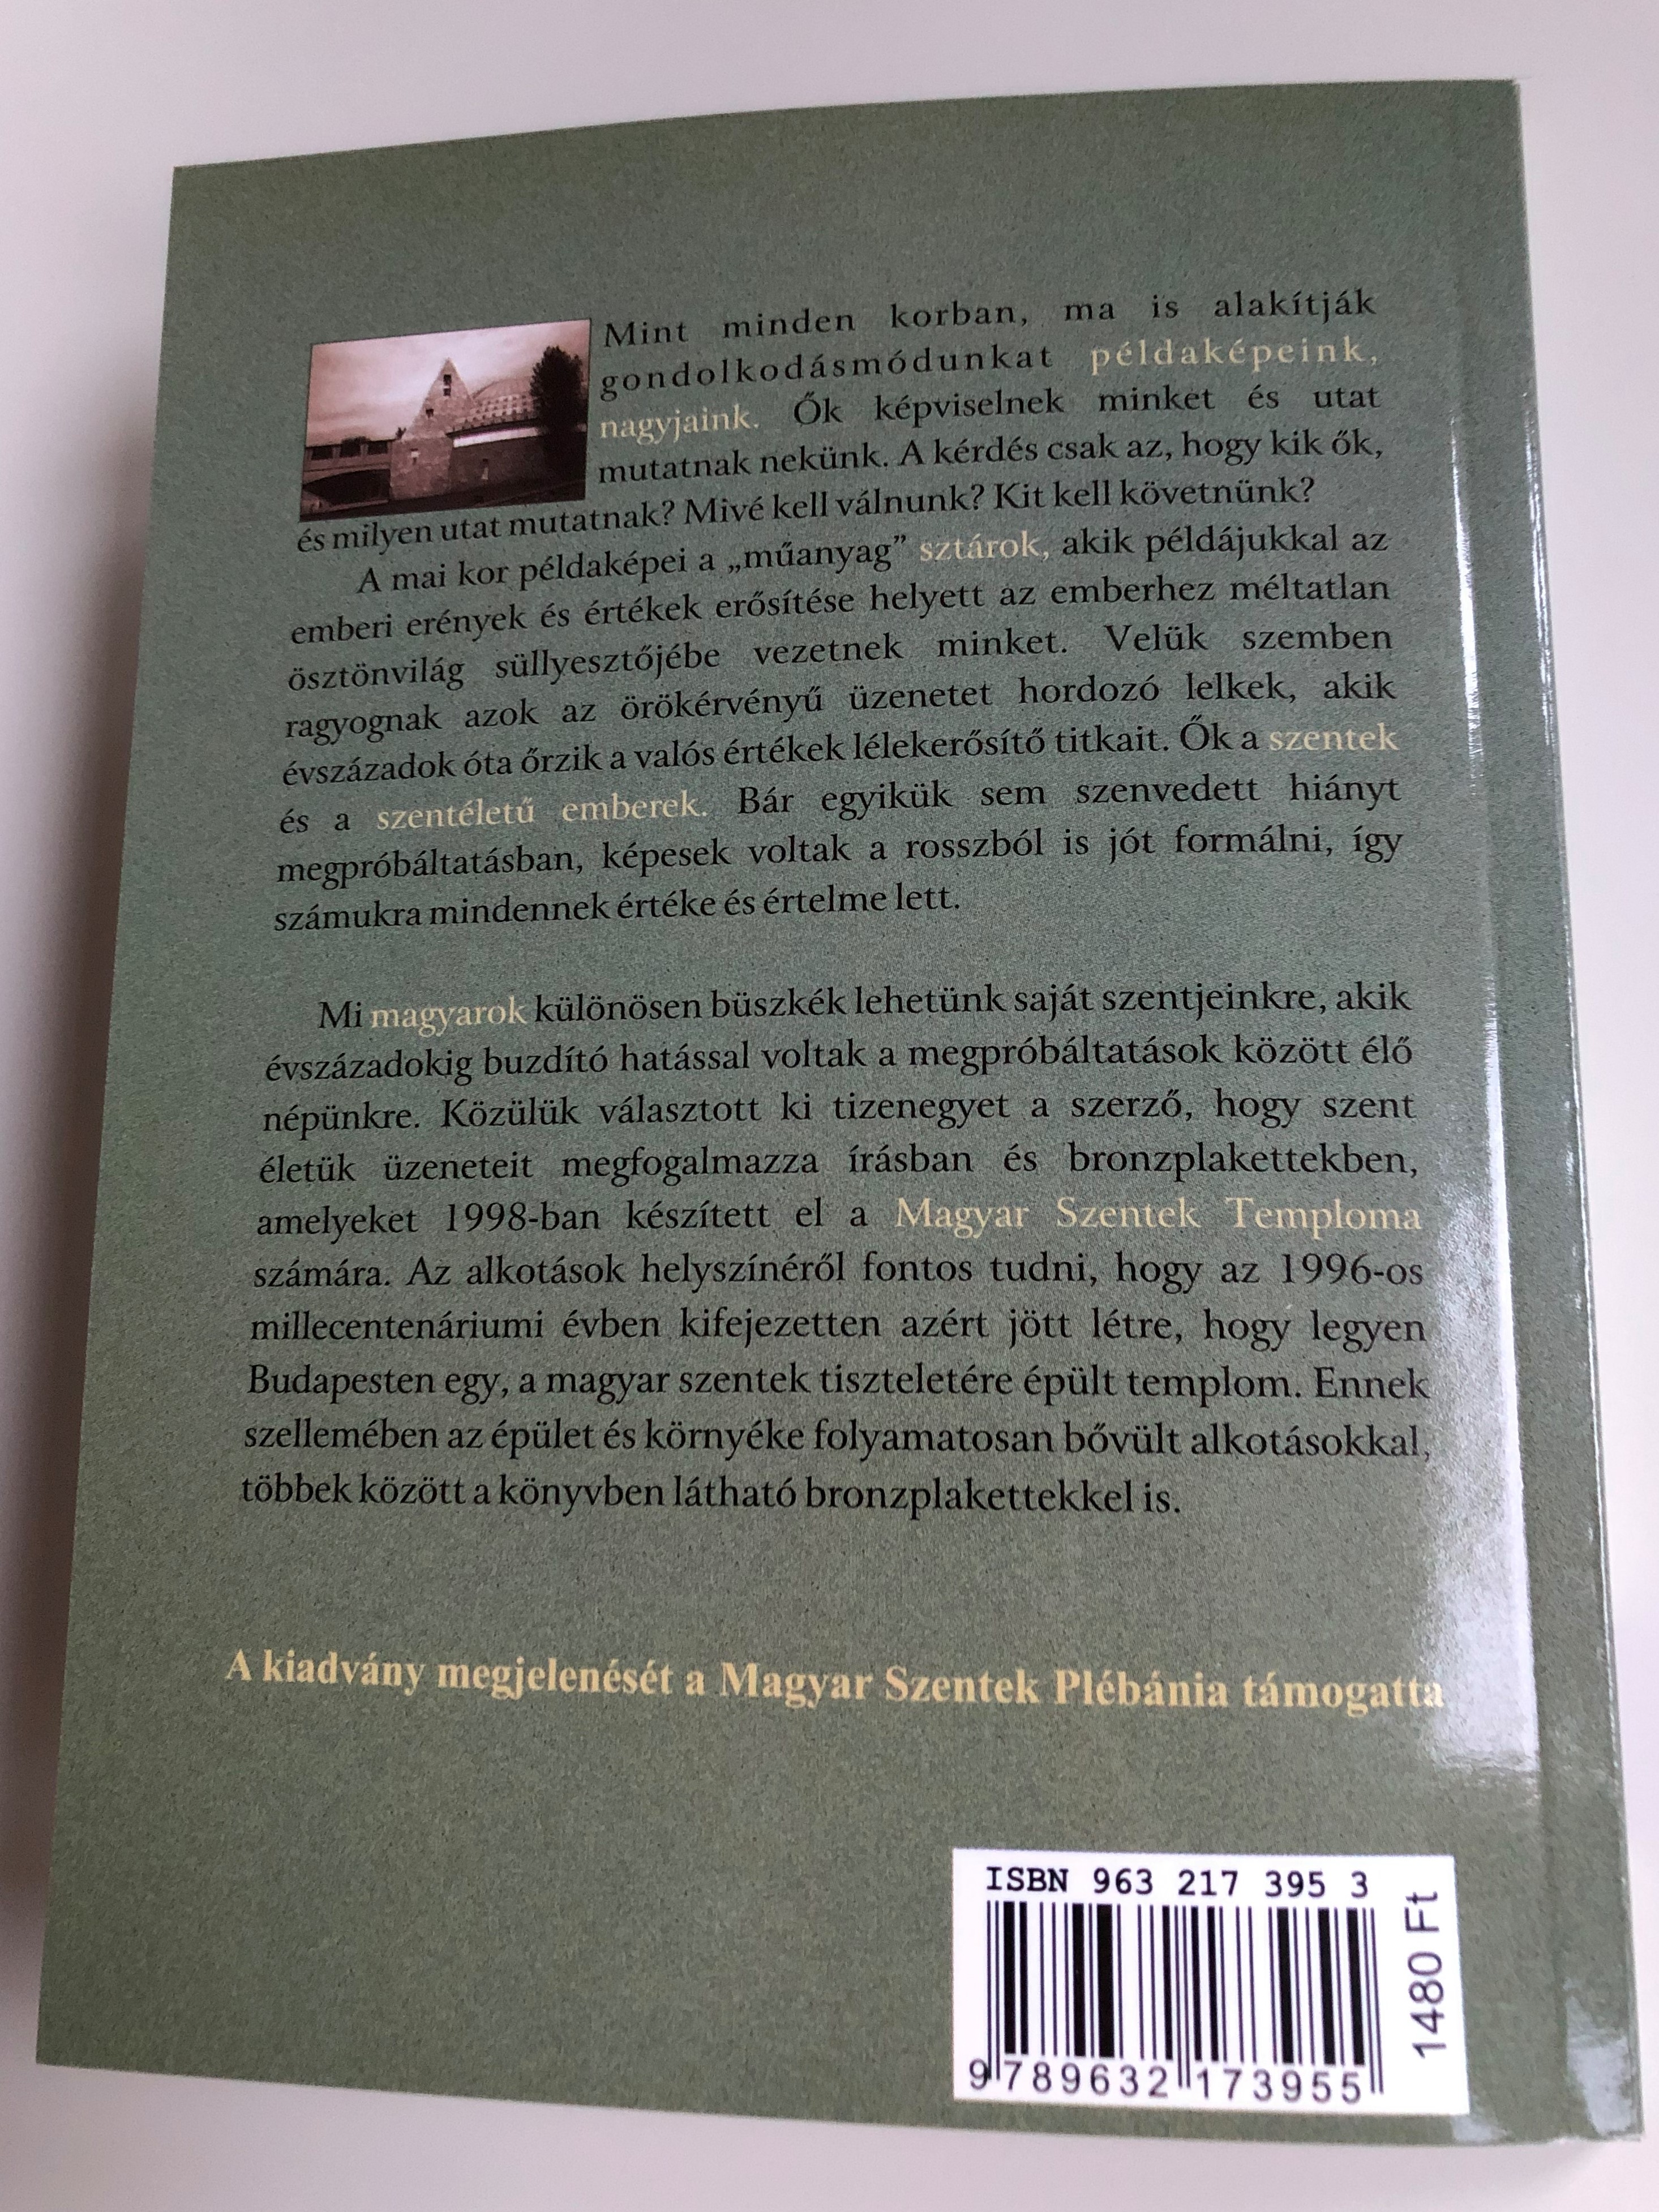 Mint minden korban, ma is alakítják
gondolkodásmódunkat példaképeink,
nagyjaink. Ők képviselnek minket és utat
mutatnak nekünk. A kérdés csak az, hogy kik ők,
és milyen utat mutatnak? Mivé kell válnunk? Kit kell követnünk?
A mai kor példaképei a „műanyag” sztárok, akik példájukkal az
emberi erények és értékek erősítése helyett az emberhez méltatlan
ösztönvilág süllyesztőjébe vezetnek minket. Velük szemben
ragyognak azok az örökérvényű üzenetet hordozó lelkek, akik
évszázadok óta őrzik a valós értékek lélekerősítő titkait. Ők a szentek
és a szentéletű emberek. Bár egyikük sem szenvedett hiányt
megpróbáltatásban, képesek voltak a rosszból is jót formálni, így
számukra mindennek értéke és értelme lett.
Mi magyarok különösen büszkék lehetünk saját szentjeinkre, akik
évszázadokig buzdító hatással voltak a megpróbáltatások között élő
népünkre. Közülük választott ki tizenegyet a szerző, hogy szent
életük üzeneteit megfogalmazza írásban és bronzplakettekben,
amelyeket 1998-ban készített el a Magyar Szentek Temploma
számára. Az alkotások helyszínéről fontos tudni, hogy az 1996-os
millecentenáriumi évben kifejezetten azért jött létre, hogy legyen
Budapesten egy, a magyar szentek tiszteletére épült templom. Ennek
szellemében az épület és környéke folyamatosan bővült alkotásokkal,
többek között a könyvben látható bronzplakettekkel is.
A kiadvány megjelenését a Magyar Szentek Plébánia támogatta
ISBN 963 217 395 3
9 789632 173955
1480 Ft